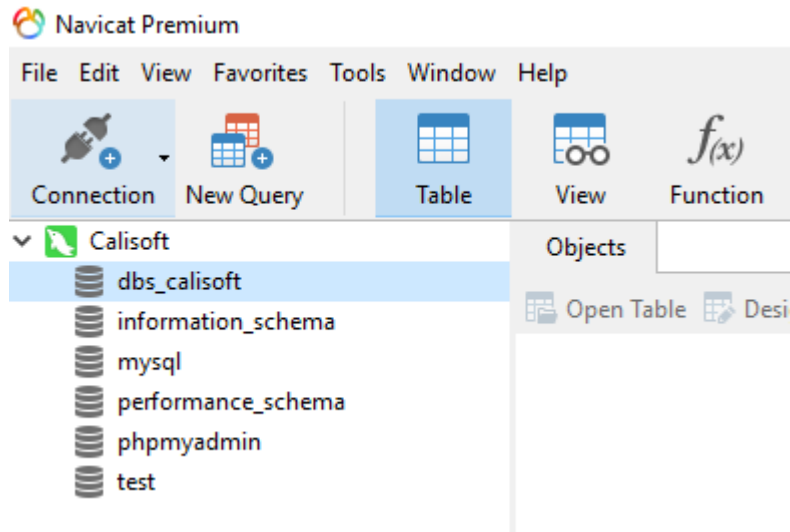 Navicat Premium
File Edit View Favorites Tools Window Help
Connection New Query Table View Function
f(x)
Calisoft
Objects
dbs_calisoft
Open Table Desi
information_schema
mysql
performance_schema
phpmyadmin
test